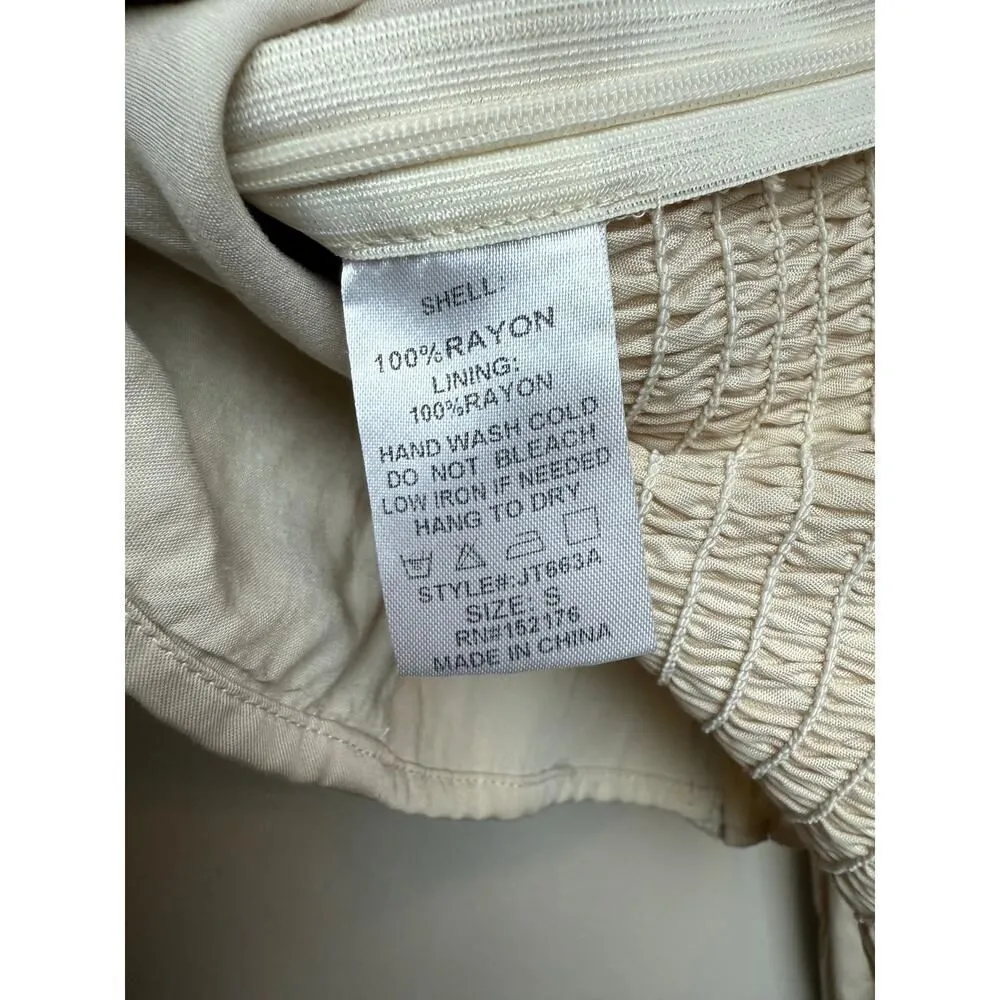 SHELL:
100%RAYON
LINING:
100%RAYON
HAND WASH COLD
DO NOT BLEACH
LOW IRON IF NEEDED
HANG TO DRY
STYLE#:JT663A
SIZE: S
RN#152176
MADE IN CHINA